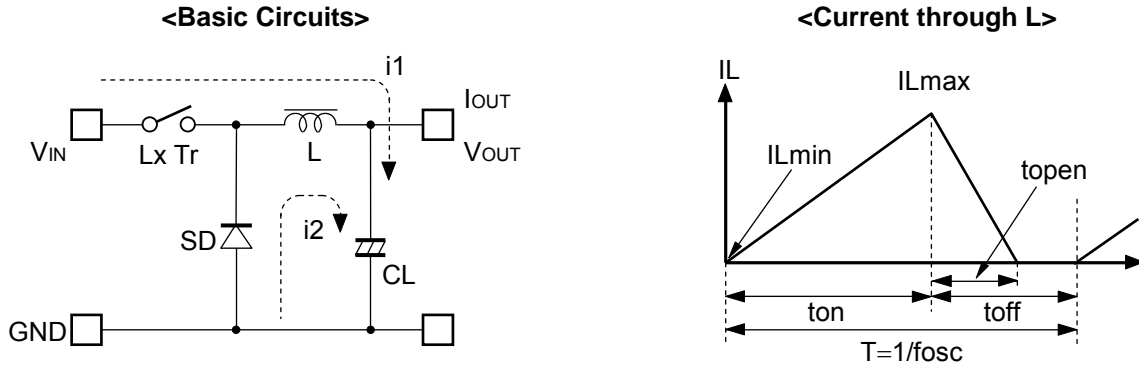 <Basic Circuits>
i1
IOUT
VIN
Lx Tr
L
VOUT
i2
SD
CL
GND
<Current through L>
IL
ILmax
ILmin
topen
ton
toff
T=1/fosc